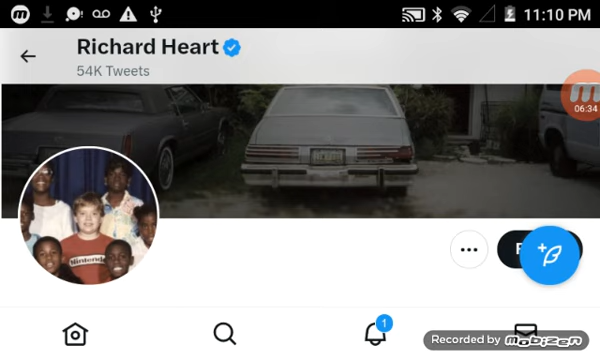 11:10 PM
Richard Heart
54K Tweets
06:34
Nintendo
1
Recorded by mobizen